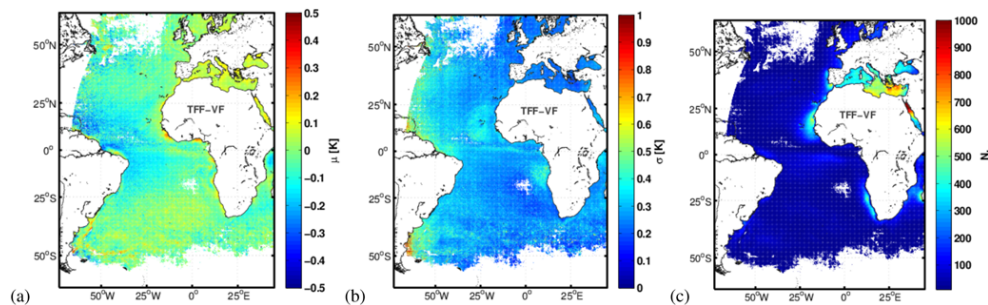 50°N
25°N
0°
25°S
50°S
TFF−VF
50°W 25°W 0° 25°E
0.5
0.4
0.3
0.2
0.1
0
−0.1
−0.2
−0.3
−0.4
−0.5
μ [K]
(a)
50°N
25°N
0°
25°S
50°S
TFF−VF
50°W 25°W 0° 25°E
1
0.9
0.8
0.7
0.6
0.5
0.4
0.3
0.2
0.1
0
σ [K]
(b)
50°N
25°N
0°
25°S
50°S
TFF−VF
50°W 25°W 0° 25°E
1000
900
800
700
600
500
400
300
200
100
(c)